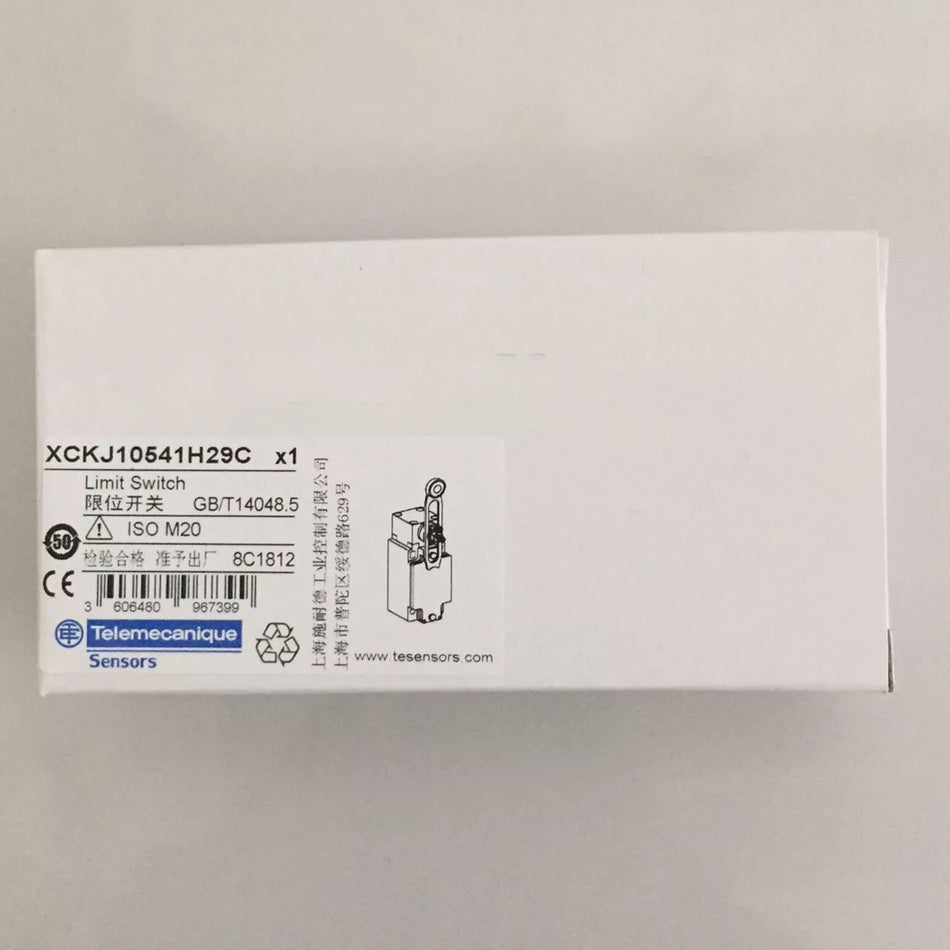 XCKJ10541H29C x1
Limit Switch
限位开关 GB/T14048.5
ISO M20
50
检验合格 准予出厂 8C1812
CE
3 606480 967399
Telemecanique
Sensors
上海施耐德工业控制有限公司
上海市普陀区绥德路629号
www.tesensors.com